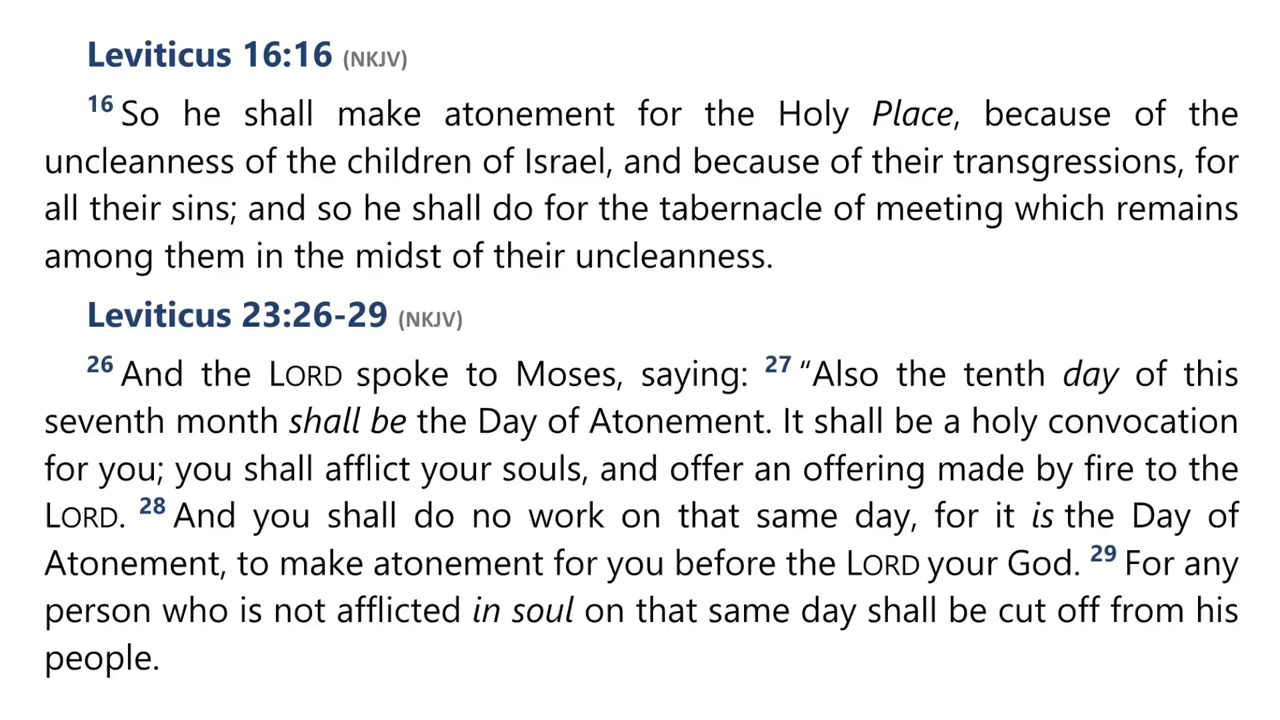 Leviticus 16:16 (NKJV)
16 So he shall make atonement for the Holy Place, because of the
uncleanness of the children of Israel, and because of their transgressions, for
all their sins; and so he shall do for the tabernacle of meeting which remains
among them in the midst of their uncleanness.
Leviticus 23:26-29 (NKJV)
26 And the LORD spoke to Moses, saying: 27 “Also the tenth day of this
seventh month shall be the Day of Atonement. It shall be a holy convocation
for you; you shall afflict your souls, and offer an offering made by fire to the
LORD. 28 And you shall do no work on that same day, for it is the Day of
Atonement, to make atonement for you before the LORD your God. 29 For any
person who is not afflicted in soul on that same day shall be cut off from his
people.